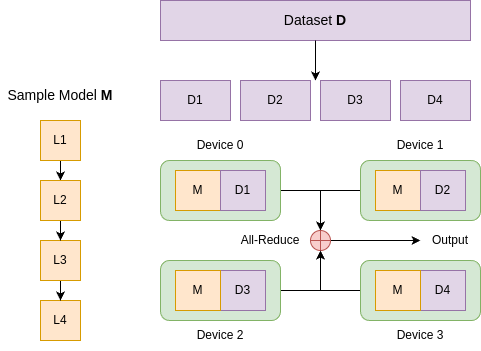 Dataset D
Sample Model M
D1
D2
D3
D4
L1
L2
L3
L4
Device 0
Device 1
M
D1
M
D2
All-Reduce
Output
M
D3
M
D4
Device 2
Device 3